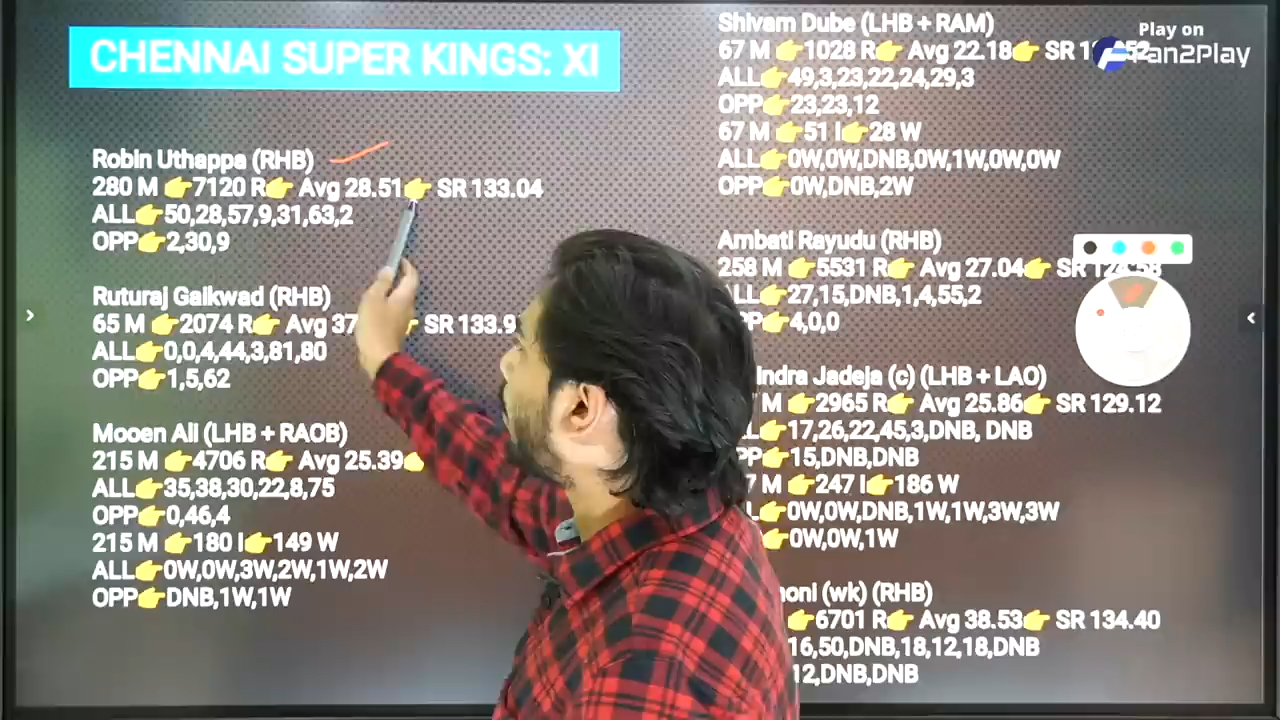 CHENNAI SUPER KINGS: XI
Robin Uthappa (RHB)
280 M 👉7120 R👉 Avg 28.51👉 SR 133.04
ALL👉50,28,57,9,31,63,2
OPP👉2,30,9
Ruturaj Gaikwad (RHB)
65 M 👉2074 R👉 Avg 37 SR 133.9
ALL👉0,0,4,44,3,81,80
OPP👉1,5,62
Mooen Ali (LHB + RAOB)
215 M 👉4706 R👉 Avg 25.39👉
ALL👉35,38,30,22,8,75
OPP👉0,46,4
215 M 👉180 I👉149 W
ALL👉0W,0W,3W,2W,1W,2W
OPP👉DNB,1W,1W
Shivam Dube (LHB + RAM)
67 M 👉1028 R👉 Avg 22.18👉 SR
ALL👉49,3,23,22,24,29,3
OPP👉23,23,12
67 M 👉51 I👉28 W
ALL👉0W,0W,DNB,0W,1W,0W,0W
OPP👉0W,DNB,2W
Ambati Rayudu (RHB)
258 M 👉5531 R👉 Avg 27.04👉 SR
LL👉27,15,DNB,1,4,55,2
PP👉4,0,0
indra Jadeja (c) (LHB + LAO)
M 👉2965 R👉 Avg 25.86👉 SR 129.12
L👉17,26,22,45,3,DNB, DNB
PP👉15,DNB,DNB
7 M 👉247 I👉186 W
L👉0W,0W,DNB,1W,1W,3W,3W
👉0W,0W,1W
honi (wk) (RHB)
👉6701 R👉 Avg 38.53👉 SR 134.40
16,50,DNB,18,12,18,DNB
12,DNB,DNB
Play on
Fan2Play